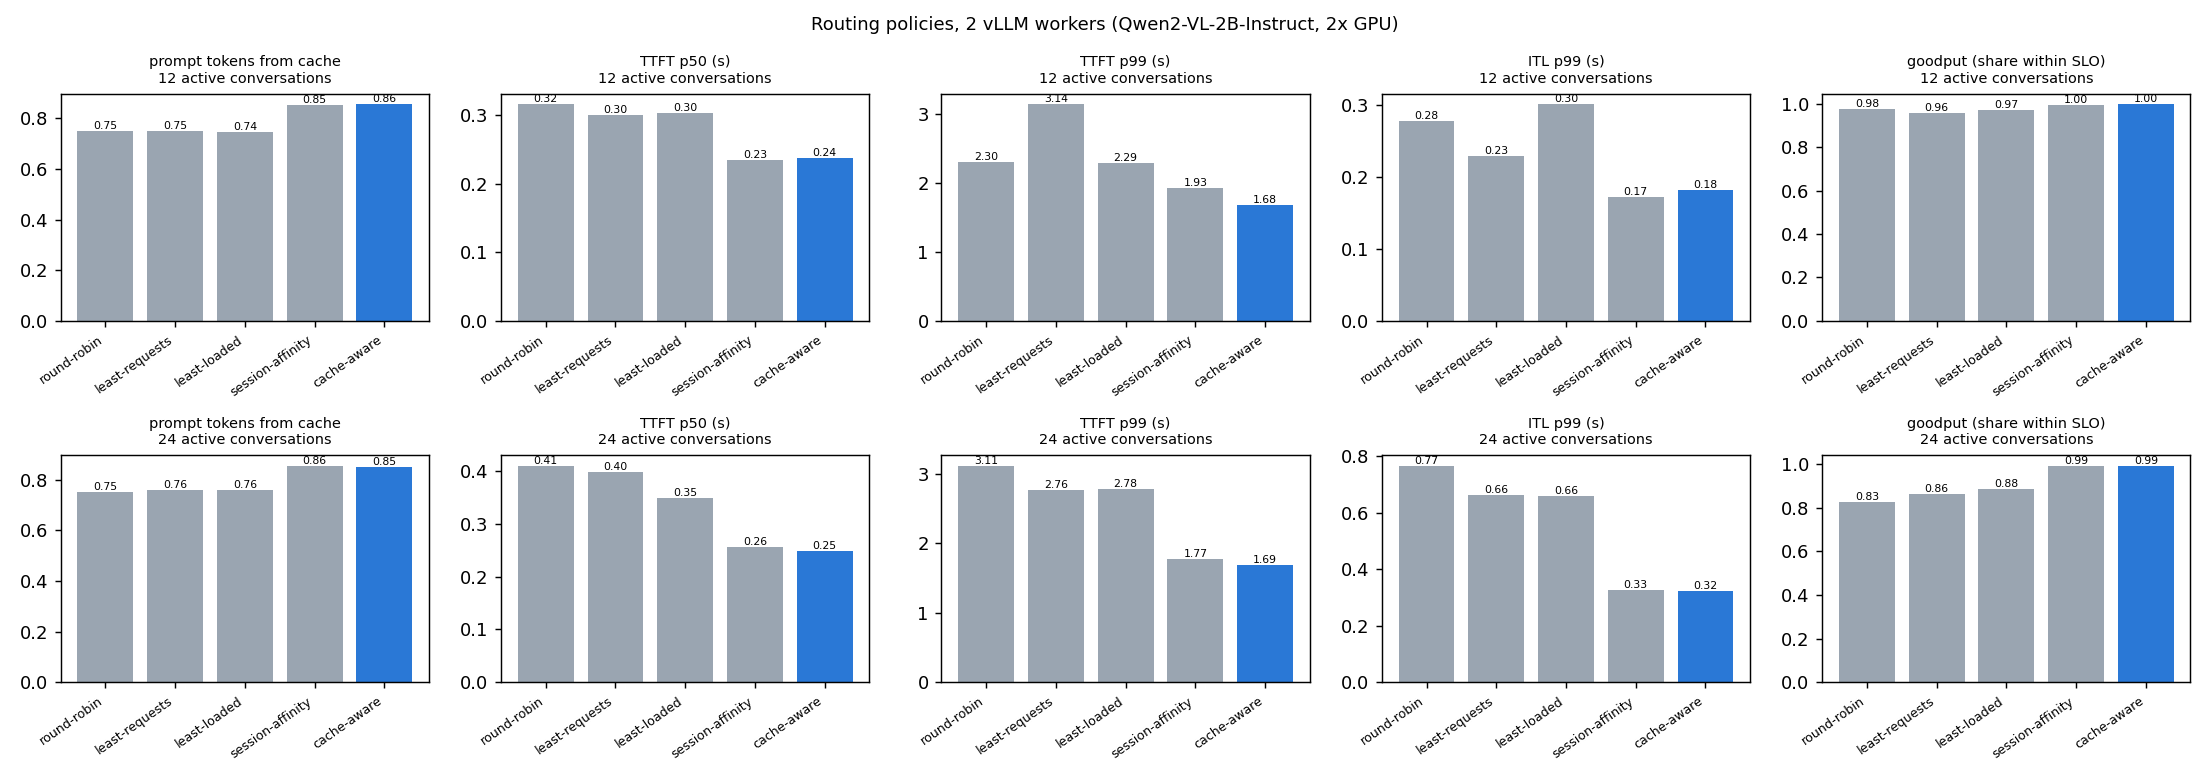 Routing policies, 2 vLLM workers (Qwen2-VL-2B-Instruct, 2x GPU)
prompt tokens from cache
12 active conversations
0.8
0.6
0.4
0.2
0.0
0.75
0.75
0.74
0.85
0.86
round-robin
least-requests
least-loaded
session-affinity
cache-aware
TTFT p50 (s)
12 active conversations
0.3
0.2
0.1
0.0
0.32
0.30
0.30
0.23
0.24
round-robin
least-requests
least-loaded
session-affinity
cache-aware
TTFT p99 (s)
12 active conversations
3
2
1
0
2.30
3.14
2.29
1.93
1.68
round-robin
least-requests
least-loaded
session-affinity
cache-aware
ITL p99 (s)
12 active conversations
0.3
0.2
0.1
0.0
0.28
0.23
0.30
0.17
0.18
round-robin
least-requests
least-loaded
session-affinity
cache-aware
goodput (share within SLO)
12 active conversations
1.0
0.8
0.6
0.4
0.2
0.0
0.98
0.96
0.97
1.00
1.00
round-robin
least-requests
least-loaded
session-affinity
cache-aware
prompt tokens from cache
24 active conversations
0.8
0.6
0.4
0.2
0.0
0.75
0.76
0.76
0.86
0.85
round-robin
least-requests
least-loaded
session-affinity
cache-aware
TTFT p50 (s)
24 active conversations
0.4
0.3
0.2
0.1
0.0
0.41
0.40
0.35
0.26
0.25
round-robin
least-requests
least-loaded
session-affinity
cache-aware
TTFT p99 (s)
24 active conversations
3
2
1
0
3.11
2.76
2.78
1.77
1.69
round-robin
least-requests
least-loaded
session-affinity
cache-aware
ITL p99 (s)
24 active conversations
0.8
0.6
0.4
0.2
0.0
0.77
0.66
0.66
0.33
0.32
round-robin
least-requests
least-loaded
session-affinity
cache-aware
goodput (share within SLO)
24 active conversations
1.0
0.8
0.6
0.4
0.2
0.0
0.83
0.86
0.88
0.99
0.99
round-robin
least-requests
least-loaded
session-affinity
cache-aware